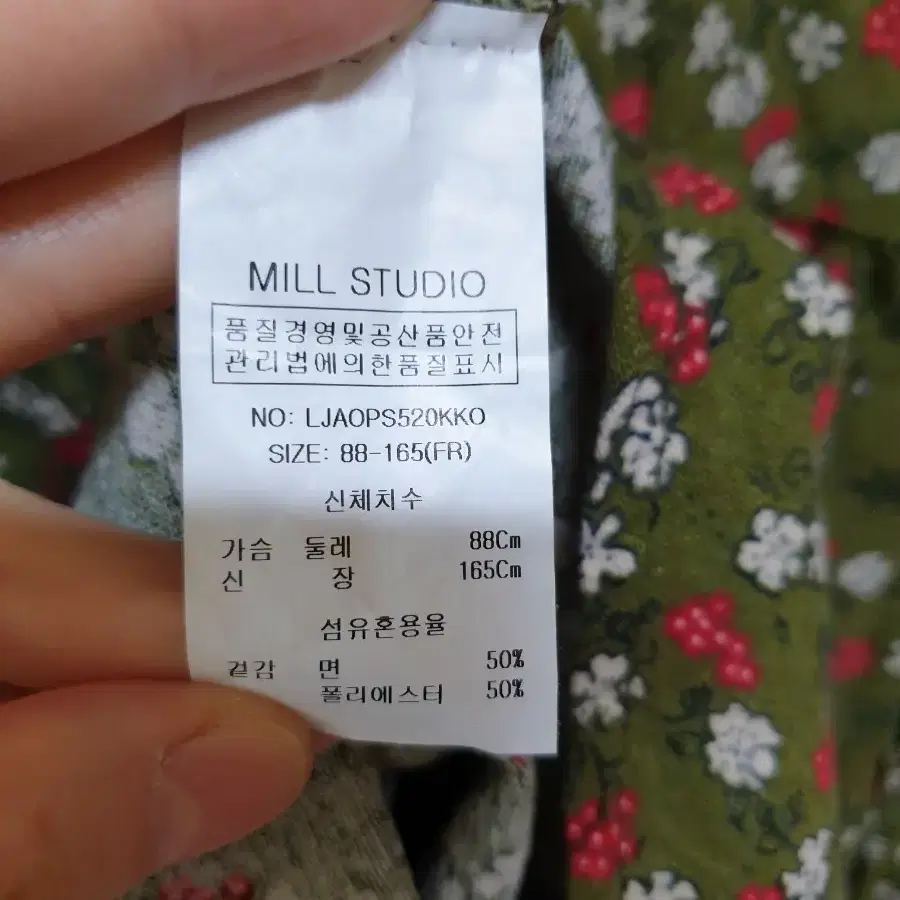 MILL STUDIO
품질경영및공산품안전
관리법에의한품질표시
NO: LJAOPS520KKO
SIZE: 88-165(FR)
신체치수
가슴 둘레 88Cm
신 장 165Cm
섬유혼용율
겉감 면 50%
폴리에스터 50%